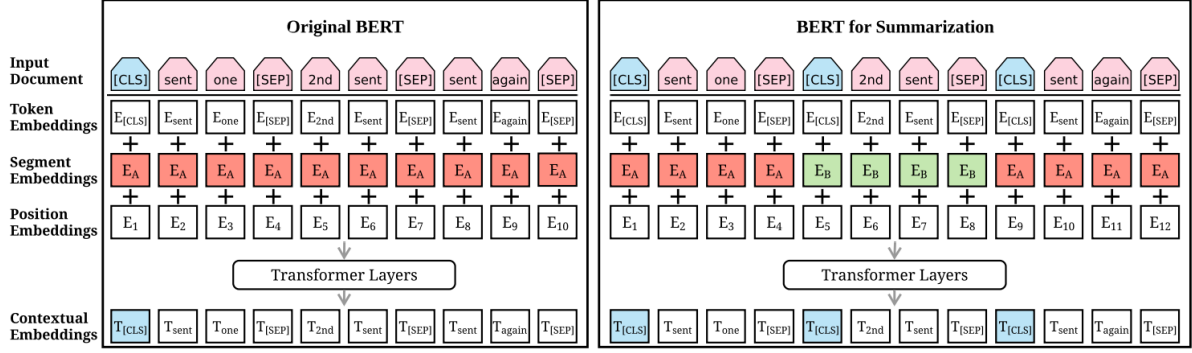 Original BERT BERT for Summarization
Input Document [CLS] sent one [SEP] 2nd sent [SEP] sent again [SEP] [CLS] sent one [SEP] [CLS] 2nd sent [SEP] [CLS] sent again [SEP]
Token Embeddings E[CLS] Esent Eone E[SEP] E2nd Esent E[SEP] Esent Eagain E[SEP] E[CLS] Esent Eone E[SEP] E[CLS] E2nd Esent E[SEP] E[CLS] Esent Eagain E[SEP]
+ + + + + + + + + + + + + + + + + + + + + +
Segment Embeddings EA EA EA EA EA EA EA EA EA EA EA EA EA EA EB EB EB EB EA EA EA EA
+ + + + + + + + + + + + + + + + + + + + + +
Position Embeddings E1 E2 E3 E4 E5 E6 E7 E8 E9 E10 E1 E2 E3 E4 E5 E6 E7 E8 E9 E10 E11 E12
Transformer Layers Transformer Layers
Contextual Embeddings T[CLS] Tsent Tone T[SEP] T2nd Tsent T[SEP] Tsent Tagain T[SEP] T[CLS] Tsent Tone T[SEP] T[CLS] T2nd Tsent T[SEP] T[CLS] Tsent Tagain T[SEP]